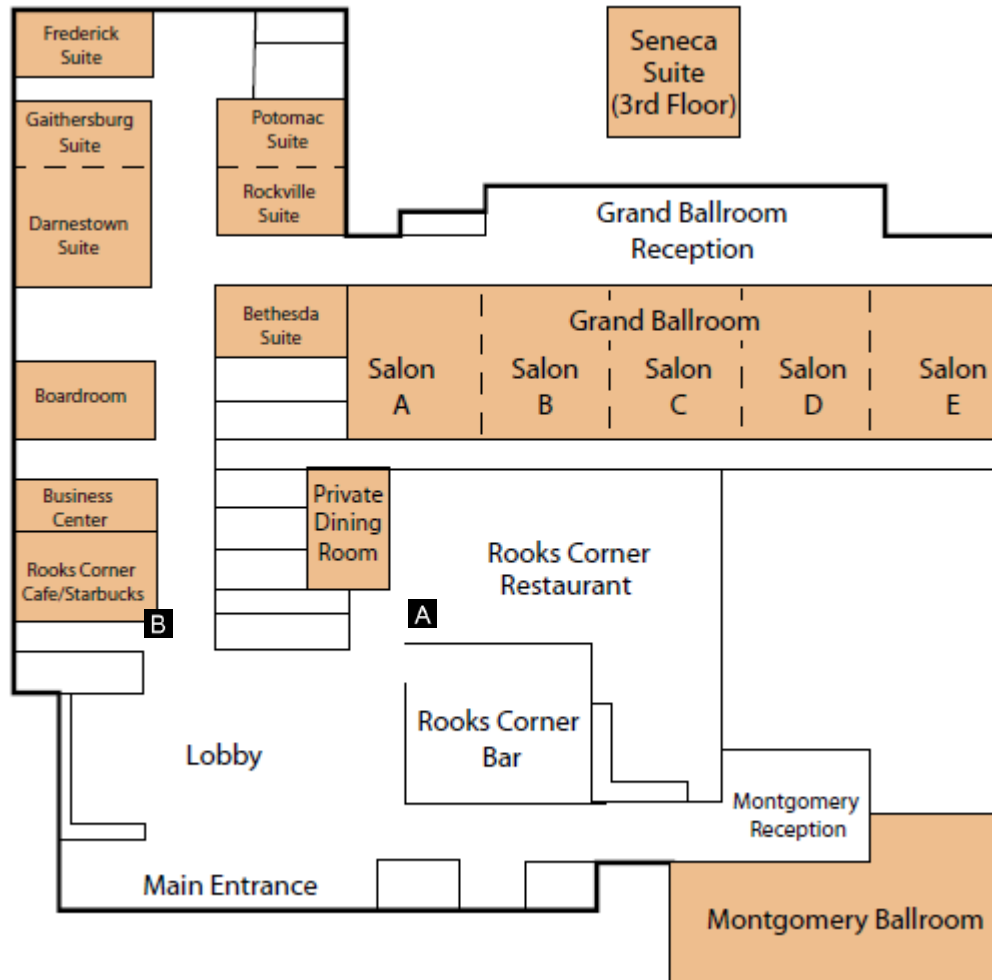 Frederick
Suite
Seneca
Suite
(3rd Floor)
Gaithersburg
Suite
Potomac
Suite
Darnestown
Suite
Rockville
Suite
Grand Ballroom
Reception
Bethesda
Suite
Grand Ballroom
Salon
A
Salon
B
Salon
C
Salon
D
Salon
E
Boardroom
Business
Center
Private
Dining
Room
Rooks Corner
Restaurant
Rooks Corner
Cafe/Starbucks
B
A
Rooks Corner
Bar
Lobby
Montgomery
Reception
Main Entrance
Montgomery Ballroom